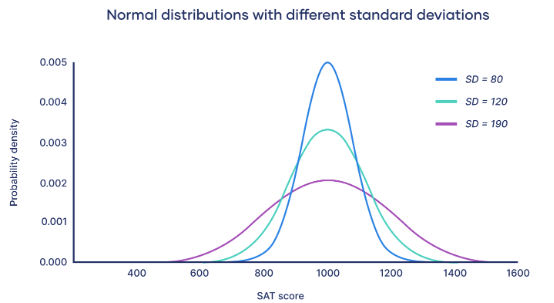 Normal distributions with different standard deviations
0.005
0.004
0.003
0.002
0.001
0.000
Probability density
SD = 80
SD = 120
SD = 190
400 600 800 1000 1200 1400 1600
SAT score